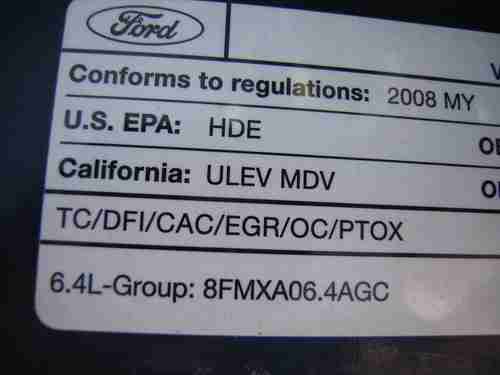 Ford
Conforms to regulations: 2008 MY
U.S. EPA: HDE
California: ULEV MDV
TC/DFI/CAC/EGR/OC/PTOX
6.4L-Group: 8FMXA06.4AGC